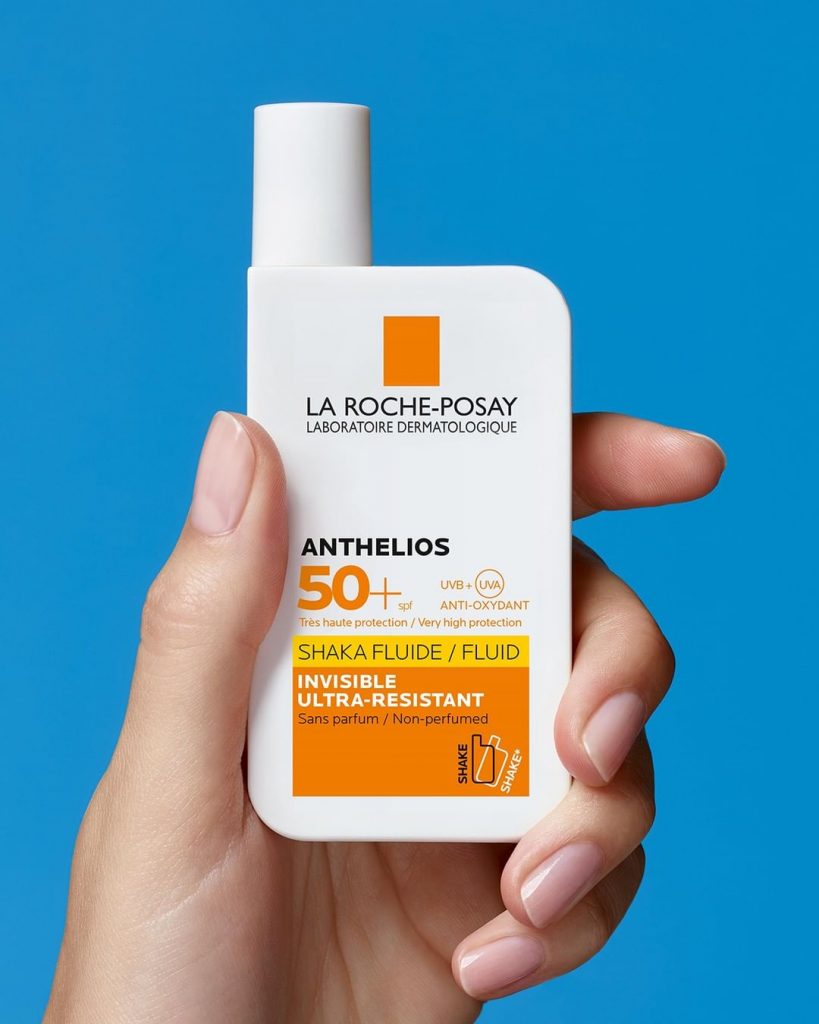 LA ROCHE-POSAY
LABORATOIRE DERMATOLOGIQUE
ANTHELIOS
50+ spf
UVB + UVA
ANTI-OXYDANT
Très haute protection / Very high protection
SHAKA FLUIDE / FLUID
INVISIBLE
ULTRA-RESISTANT
Sans parfum / Non-perfumed
SHAKE
SHAKE*